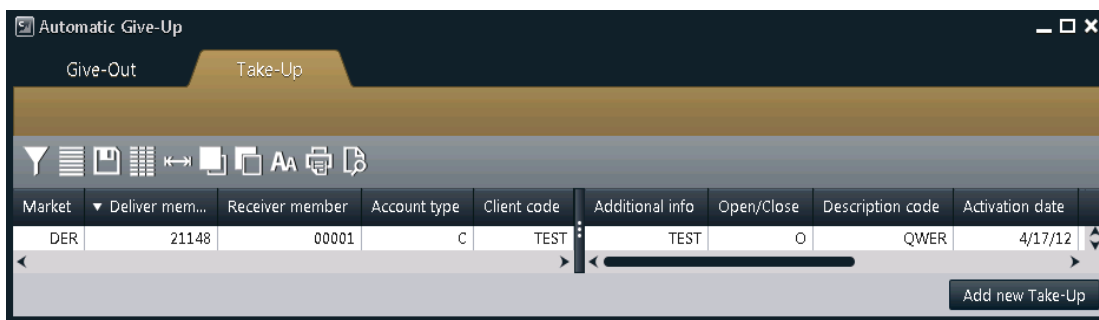 Automatic Give-Up
Give-Out Take-Up
AA
Market Deliver mem... Receiver member Account type Client code Additional info Open/Close Description code Activation date
DER 21148 00001 C TEST TEST O QWER 4/17/12
Add new Take-Up